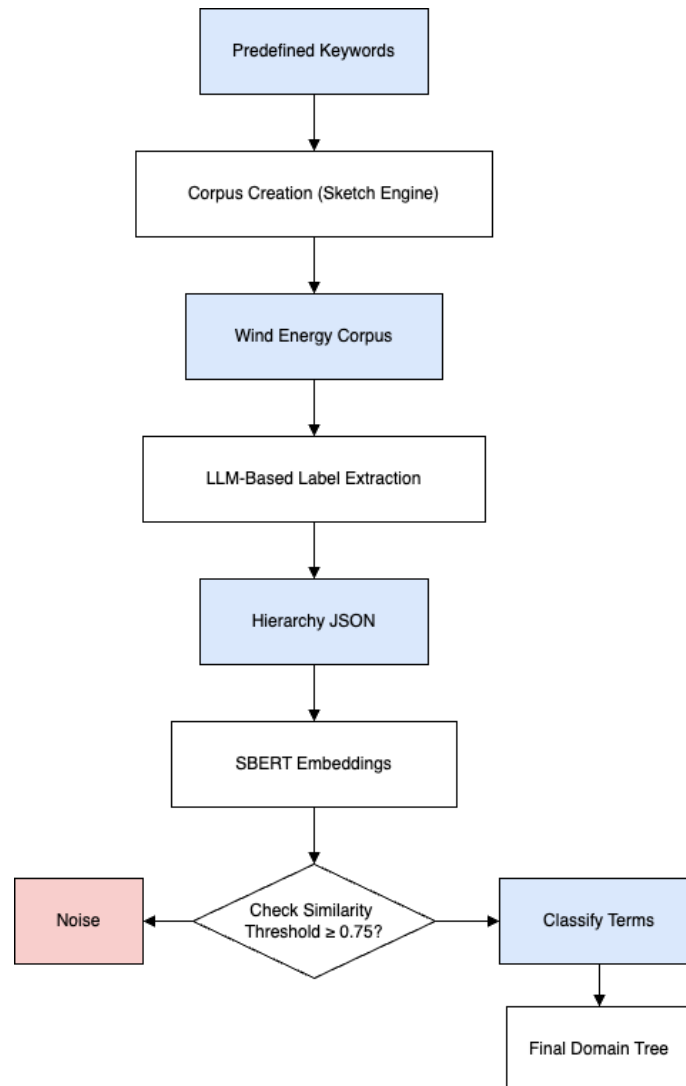 Predefined Keywords
Corpus Creation (Sketch Engine)
Wind Energy Corpus
LLM-Based Label Extraction
Hierarchy JSON
SBERT Embeddings
Noise
Check Similarity
Threshold ≥ 0.75?
Classify Terms
Final Domain Tree